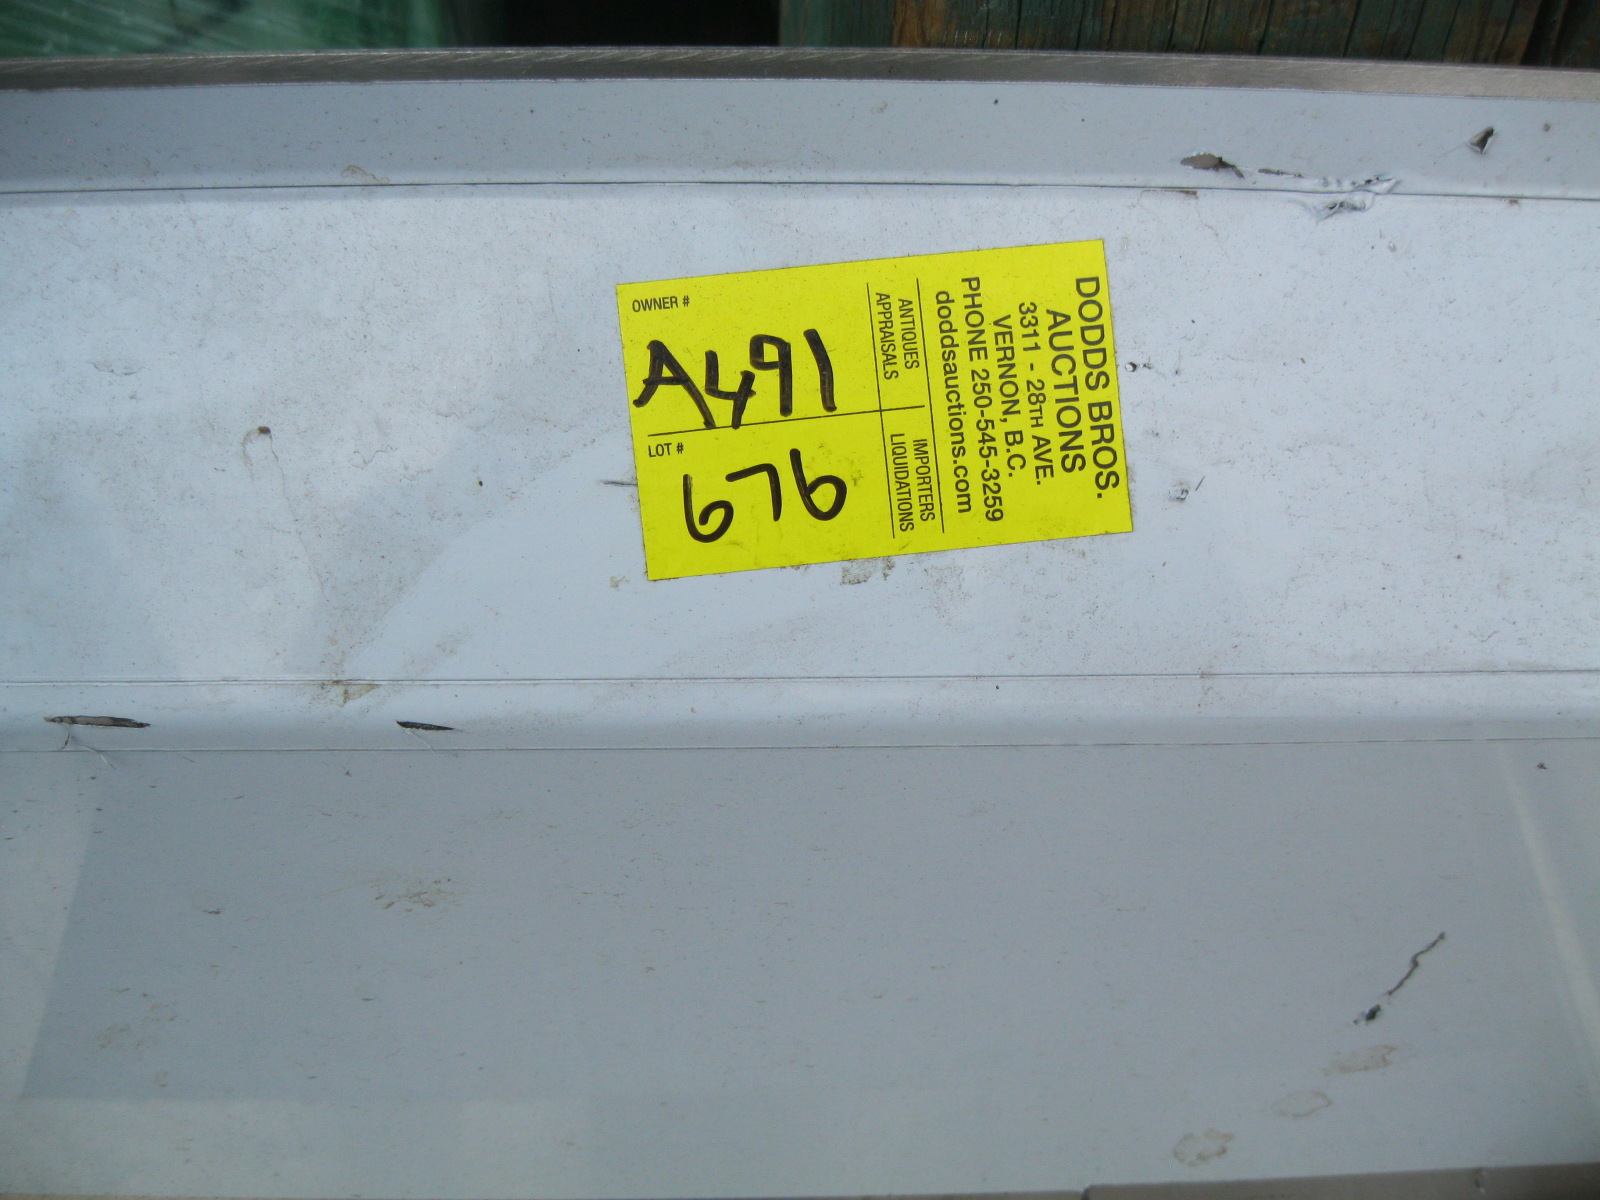 DODDS BROS.
AUCTIONS
3311 - 28TH AVE.
VERNON, B.C.
PHONE 250-545-3259
doddsauctions.com
ANTIQUES
APPRAISALS
IMPORTERS
LIQUIDATIONS
OWNER #
A491
LOT #
676